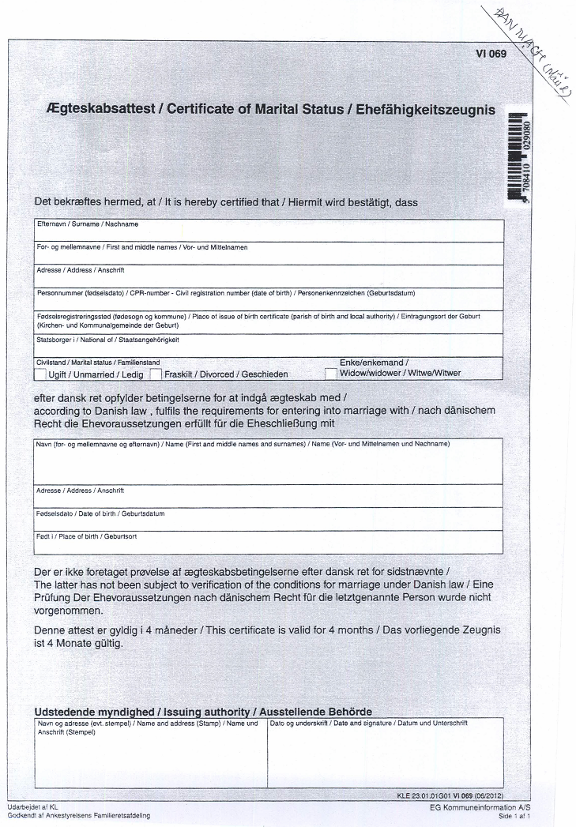 VI 069
Ægteskabsattest / Certificate of Marital Status / Ehefähigkeitszeugnis
5 708410 029080
Det bekræftes hermed, at / It is hereby certified that / Hiermit wird bestätigt, dass
Efternavn / Surname / Nachname
For- og mellemnavne / First and middle names / Vor- und Mittelnamen
Adresse / Address / Anschrift
Personnummer (fødselsdato) / CPR-number - Civil registration number (date of birth) / Personenkennzeichen (Geburtsdatum)
Fødselsregistreringssted (fødesogn og kommune) / Place of issue of birth certificate (parish of birth and local authority) / Eintragungsort der Geburt
(Kirchen- und Kommunalgemeinde der Geburt)
Statsborger i / National of / Staatsangehörigkeit
Civilstand / Marital status / Familienstand
Ugift / Unmarried / Ledig
Fraskilt / Divorced / Geschieden
Enke/enkemand /
Widow/widower / Witwe/Witwer
efter dansk ret opfylder betingelserne for at indgå ægteskab med /
according to Danish law , fulfils the requirements for entering into marriage with / nach dänischem
Recht die Ehevoraussetzungen erfüllt für die Eheschließung mit
Navn (for- og mellemnavne og efternavn) / Name (First and middle names and surnames) / Name (Vor- und Mittelnamen und Nachname)
Adresse / Address / Anschrift
Fødselsdato / Date of birth / Geburtsdatum
Født i / Place of birth / Geburtsort
Der er ikke foretaget prøvelse af ægteskabsbetingelserne efter dansk ret for sidstnævnte /
The latter has not been subject to verification of the conditions for marriage under Danish law / Eine
Prüfung Der Ehevoraussetzungen nach dänischem Recht für die letztgenannte Person wurde nicht
vorgenommen.
Denne attest er gyldig i 4 måneder / This certificate is valid for 4 months / Das vorliegende Zeugnis
ist 4 Monate gültig.
Udstedende myndighed / Issuing authority / Ausstellende Behörde
Navn og adresse (evt. stempel) / Name and address (Stamp) / Name und
Anschrift (Stempel)
Dato og underskrift / Date and signature / Datum und Unterschrift
KLE 23.01.01G01 VI 069 (06/2012)
Udarbejdet af KL
Godkendt af Ankestyrelsens Familieretsafdeling
EG Kommuneinformation A/S
Side 1 af 1